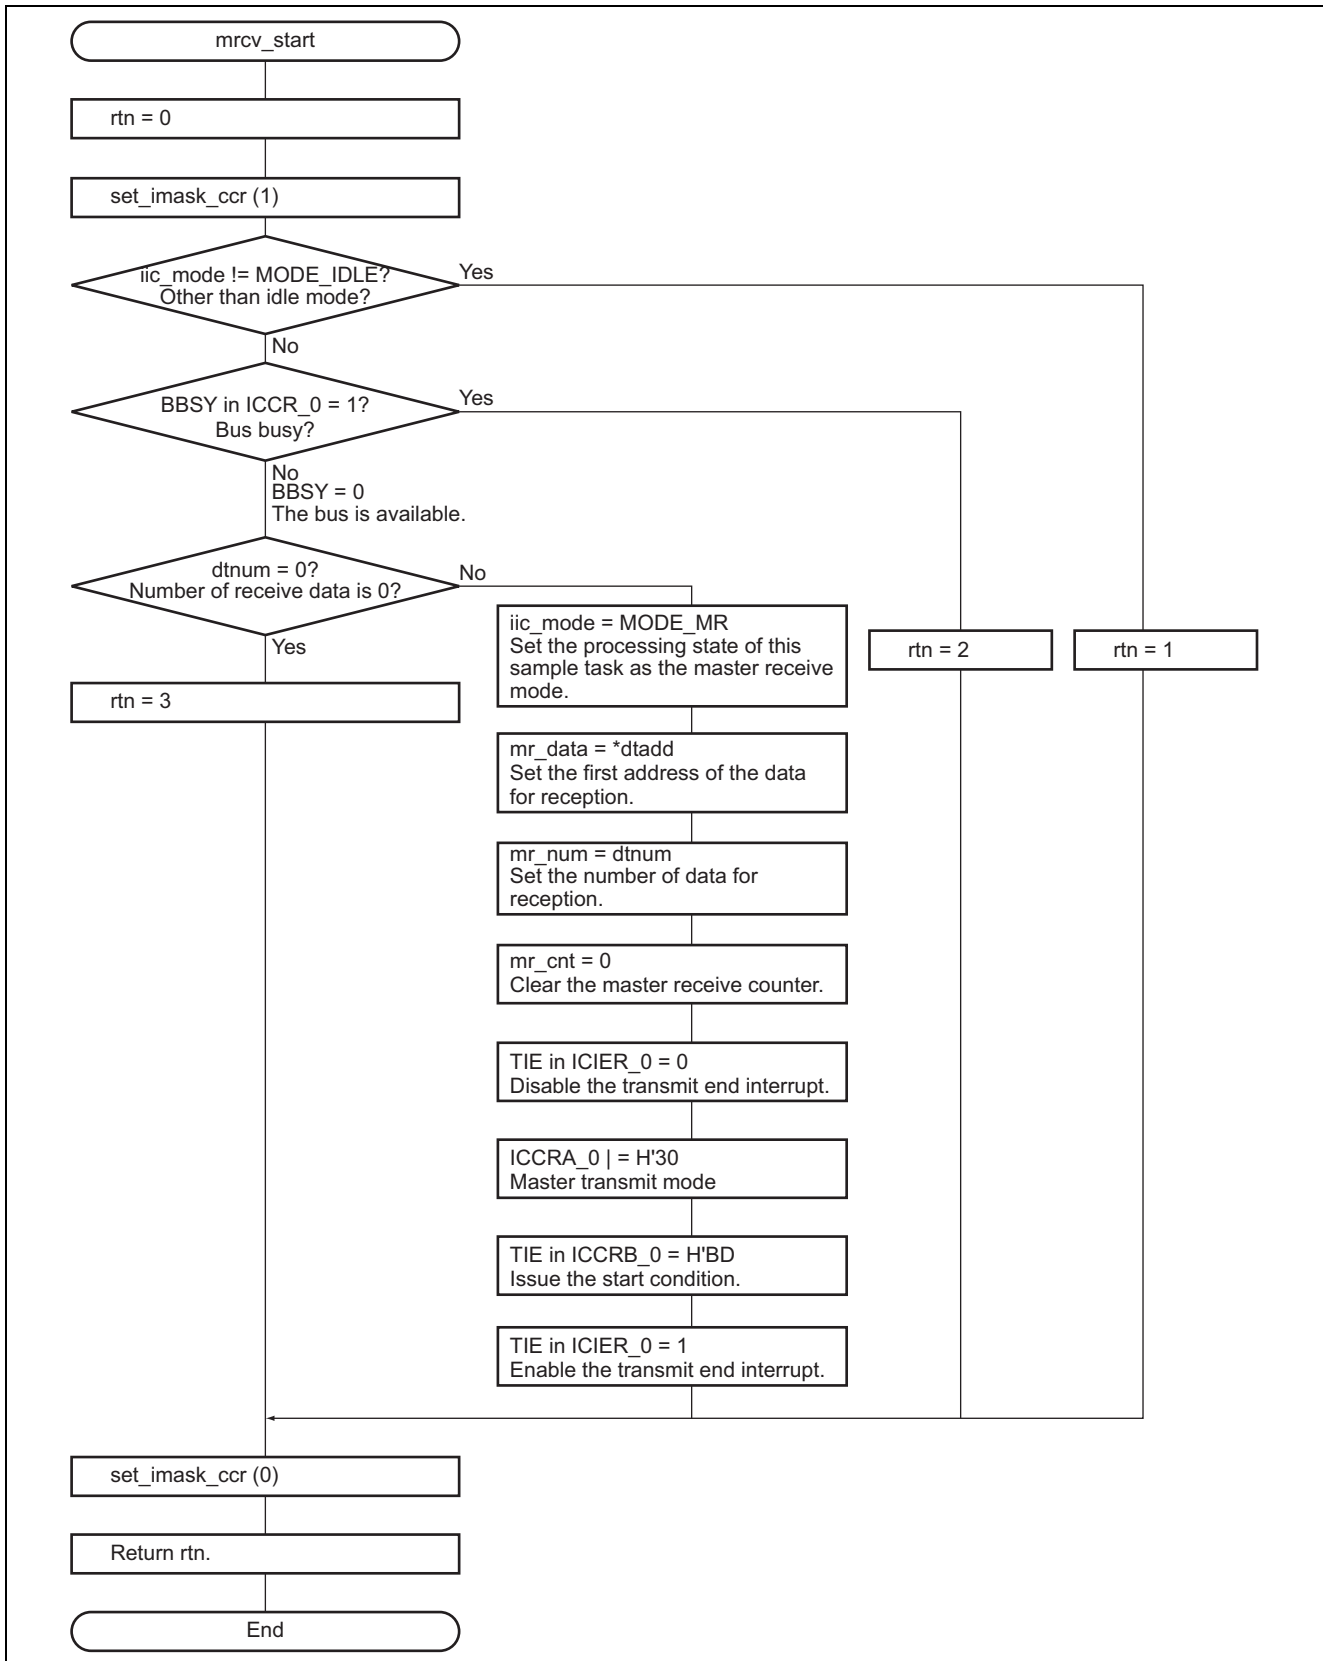 mrcv_start
rtn = 0
set_imask_ccr (1)
iic_mode != MODE_IDLE?
Other than idle mode?
Yes
No
BBSY in ICCR_0 = 1?
Bus busy?
Yes
No
BBSY = 0
The bus is available.
dtnum = 0?
Number of receive data is 0?
No
Yes
rtn = 3
iic_mode = MODE_MR
Set the processing state of this
sample task as the master receive
mode.
mr_data = *dtadd
Set the first address of the data
for reception.
mr_num = dtnum
Set the number of data for
reception.
mr_cnt = 0
Clear the master receive counter.
TIE in ICIER_0 = 0
Disable the transmit end interrupt.
ICCRA_0 | = H'30
Master transmit mode
TIE in ICCRB_0 = H'BD
Issue the start condition.
TIE in ICIER_0 = 1
Enable the transmit end interrupt.
rtn = 2
rtn = 1
set_imask_ccr (0)
Return rtn.
End